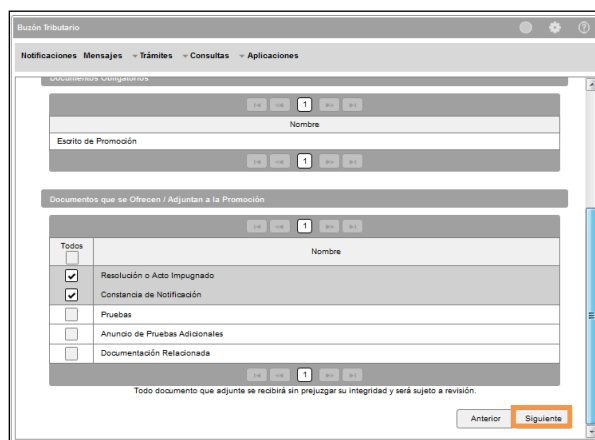 Buzón Tributario
Notificaciones Mensajes Trámites Consultas Aplicaciones
Documentos Obligatorios
1
Nombre
Escrito de Promoción
1
Documentos que se Ofrecen / Adjuntan a la Promoción
1
Todos Nombre
Resolución o Acto Impugnado
Constancia de Notificación
Pruebas
Anuncio de Pruebas Adicionales
Documentación Relacionada
1
Todo documento que adjunte se recibirá sin prejuzgar su integridad y será sujeto a revisión.
Anterior Siguiente